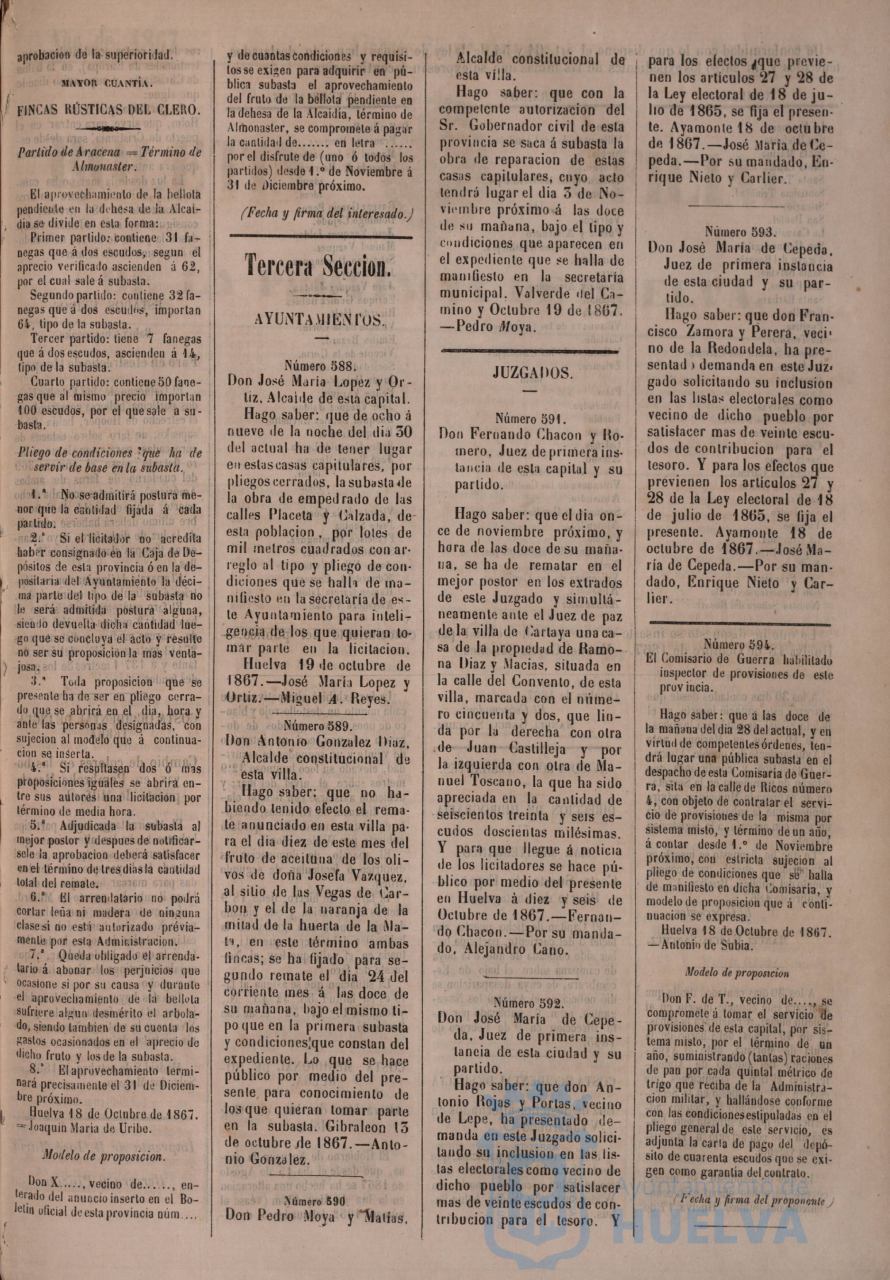 aprobacion de la superioridad.
MAYOR CUANTÍA.
FINCAS RÚSTICAS DEL CLERO.
Partido de Aracena = Término de
Almonaster.
El aprovechamiento de la bellota
pendiente en la dehesa de la Alcai-
dia se divide en esta forma:
Primer partido: contiene 31 fa-
negas que á dos escudos, segun el
aprecio verificado ascienden á 62,
por el cual sale á subasta.
Segundo partido: contiene 32 fa-
negas que á dos escudos, importan
64, tipo de la subasta.
Tercer partido: tiene 7 fanegas
que á dos escudos, ascienden á 14,
tipo de la subasta.
Cuarto partido: contiene 50 fane-
gas que al mismo precio importan
100 escudos, por el que sale a su-
basta.
Pliego de condiciones que ha de
servir de base en la subasta.
1.ª No se admitirá postura me-
nor que la cantidad fijada á cada
partido.
2.ª Si el licitador no acredita
haber consignado en la Caja de De-
pósitos de esta provincia ó en la de-
positaria del Ayuntamiento la déci-
ma parte del tipo de la subasta no
le será admitida postura alguna,
siendo devuelta dicha cantidad lue-
go que se concluya el acto y resulte
no ser su proposicion la mas venta-
josa.
3.ª Toda proposicion que se
presente ha de ser en pliego cerra-
do que se abrirá en el dia, hora y
ante las personas designadas, con
sujecion al modelo que á continua-
cion se inserta.
4.ª Si resultasen dos ó mas
proposiciones iguales se abrirá en-
tre sus autores una licitacion por
término de media hora.
5.ª Adjudicada la subasta al
mejor postor y despues de notificar-
sele la aprobacion deberá satisfacer
en el término de tres dias la cantidad
total del remate.
6.ª El arrendatario no podrá
cortar leña ni madera de ninguna
clase si no está autorizado prévia-
mente por esta Administracion.
7.ª Queda obligado el arrenda-
tario á abonar los perjuicios que
ocasione si por su causa y durante
el aprovechamiento de la bellota
sufriere algun desmérito el arbola-
do, siendo tambien de su cuenta los
gastos ocasionados en el aprecio de
dicho fruto y los de la subasta.
8.ª El aprovechamiento termi-
nará precisamente el 31 de Diciem-
bre próximo.
Huelva 18 de Octubre de 1867.
=Joaquin Maria de Uribe.
Modelo de proposicion.
Don X....., vecino de......, en-
terado del anuncio inserto en el Bo-
letin oficial de esta provincia núm....
y de cuantas condiciones y requisi-
tos se exigen para adquirir en pú-
blica subasta el aprovechamiento
del fruto de la bellota pendiente en
la dehesa de la Alcaidia, término de
Almonaster, se compromete á pagar
la cantidad de....... en letra ......
por el disfrute de (uno ó todos los
partidos) desde 1.º de Noviembre á
31 de Diciembre próximo.
(Fecha y firma del interesado.)
Tercera Seccion.
AYUNTAMIENTOS.
Número 588.
Don José Maria Lopez y Or-
tiz, Alcaide de esta capital.
Hago saber: que de ocho á
nueve de la noche del dia 30
del actual ha de tener lugar
en estas casas capitulares, por
pliegos cerrados, la subasta de
la obra de empedrado de las
calles Placeta y Calzada, de-
esta poblacion, por lotes de
mil metros cuadrados con ar-
reglo al tipo y pliego de con-
diciones que se halla de ma-
nifiesto en la secretaría de es-
te Ayuntamiento para inteli-
gencia de los que quieran to-
mar parte en la licitacion.
Huelva 19 de octubre de
1867.—José María Lopez y
Ortiz.—Miguel A. Reyes.
Número 589.
Don Antonio Gonzalez Diaz,
Alcalde constitucional de
esta villa.
Hago saber: que no ha-
biendo tenido efecto el rema-
te anunciado en esta villa pa-
ra el dia diez de este mes del
fruto de aceituna de los oli-
vos de doña Josefa Vazquez,
al sitio de las Vegas de Car-
bon y el de la naranja de la
mitad de la huerta de la Ma-
ta, en este término ambas
fincas; se ha fijado para se-
gundo remate el dia 24 del
corriente mes á las doce de
su mañana, bajo el mismo ti-
po que en la primera subasta
y condiciones que constan del
expediente. Lo que se hace
público por medio del pre-
sente para conocimiento de
los que quieran tomar parte
en la subasta. Gibraleon 13
de octubre de 1867.—Anto-
nio Gonzalez.
Número 590
Don Pedro Moya y Matias,
Alcalde constitucional de
esta villa.
Hago saber: que con la
competente autorizacion del
Sr. Gobernador civil de esta
provincia se saca á subasta la
obra de reparacion de estas
casas capitulares, cuyo acto
tendrá lugar el dia 3 de No-
viembre próximo á las doce
de su mañana, bajo el tipo y
condiciones que aparecen en
el expediente que se halla de
manifiesto en la secretaría
municipal. Valverde del Ca-
mino y Octubre 19 de 1867.
—Pedro Moya.
JUZGADOS.
Número 591.
Don Fernando Chacon y Ro-
mero, Juez de primera ins-
tancia de esta capital y su
partido.
Hago saber: que el dia on-
ce de noviembre próximo, y
hora de las doce de su maña-
na, se ha de rematar en el
mejor postor en los extrados
de este Juzgado y simultá-
neamente ante el Juez de paz
de la villa de Cartaya una ca-
sa de la propiedad de Ramo-
na Diaz y Macias, situada en
la calle del Convento, de esta
villa, marcada con el núme-
ro cincuenta y dos, que lin-
da por la derecha con otra
de Juan Castilleja y por
la izquierda con otra de Ma-
nuel Toscano, la que ha sido
apreciada en la cantidad de
seiscientos treinta y seis es-
cudos doscientas milésimas.
Y para que llegue á noticia
de los licitadores se hace pú-
blico por medio del presente
en Huelva á diez y seis de
Octubre de 1867.—Fernan-
do Chacon.—Por su manda-
do, Alejandro Cano.
Número 592.
Don José María de Cepe-
da, Juez de primera ins-
tancia de esta ciudad y su
partido.
Hago saber: que don An-
tonio Rojas y Portas, vecino
de Lepe, ha presentado de-
manda en este Juzgado solici-
tando su inclusion en las lis-
tas electorales como vecino de
dicho pueblo por satisfacer
mas de veinte escudos de con-
tribucion para el tesoro. Y
para los efectos que previe-
nen los artículos 27 y 28 de
la Ley electoral de 18 de ju-
lio de 1865, se fija el presen-
te. Ayamonte 18 de octubre
de 1867.—José Maria de Ce-
peda.—Por su mandado, En-
rique Nieto y Carlier.
Número 593.
Don José Maria de Cepeda,
Juez de primera instancia
de esta ciudad y su par-
tido.
Hago saber: que don Fran-
cisco Zamora y Perera, veci-
no de la Redondela, ha pre-
sentado demanda en este Juz-
gado solicitando su inclusion
en las listas electorales como
vecino de dicho pueblo por
satisfacer mas de veinte escu-
dos de contribucion para el
tesoro. Y para los efectos que
previenen los artículos 27 y
28 de la Ley electoral de 18
de julio de 1865, se fija el
presente. Ayamonte 18 de
octubre de 1867.—José Ma-
ría de Cepeda.—Por su man-
dado, Enrique Nieto y Car-
lier.
Número 594.
El Comisario de Guerra habilitado
inspector de provisiones de este
provincia.
Hago saber: que á las doce de
la mañana del dia 28 del actual, y en
virtud de competentes órdenes, ten-
drá lugar una pública subasta en el
despacho de esta Comisaria de Guer-
ra, sita en la calle de Ricos número
4, con objeto de contratar el servi-
cio de provisiones de la misma por
sistema misto, y término de un año,
á contar desde 1.º de Noviembre
próximo, con estricta sujecion al
pliego de condiciones que se halla
de manifiesto en dicha Comisaria, y
modelo de proposicion que á conti-
nuacion se expresa.
Huelva 18 de Octubre de 1867.
—Antonio de Subia.
Modelo de proposicion
Don F. de T., vecino de...., se
compromete á tomar el servicio de
provisiones de esta capital, por sis-
tema misto, por el término de un
año, suministrando (tantas) raciones
de pan por cada quintal métrico de
trigo que reciba de la Administra-
cion militar, y hallándose conforme
con las condiciones estipuladas en el
pliego general de este servicio, es
adjunta la carta de pago del depó-
sito de cuarenta escudos que se exi-
gen como garantia del contrato.
(Fecha y firma del proponente)
HUELVA